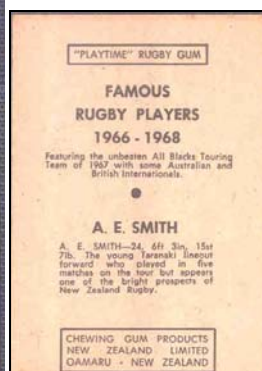 "PLAYTIME" RUGBY GUM
FAMOUS
RUGBY PLAYERS
1966 - 1968
Featuring the unbeaten All Blacks Touring
Team of 1967 with some Australian and
British Internationals.
A. E. SMITH
A. E. SMITH—24, 6ft 3in, 15st
7lb. The young Taranaki lineout
forward who played in five
matches on the tour but appears
one of the bright prospects of
New Zealand Rugby.
CHEWING GUM PRODUCTS
NEW ZEALAND LIMITED
OAMARU - NEW ZEALAND